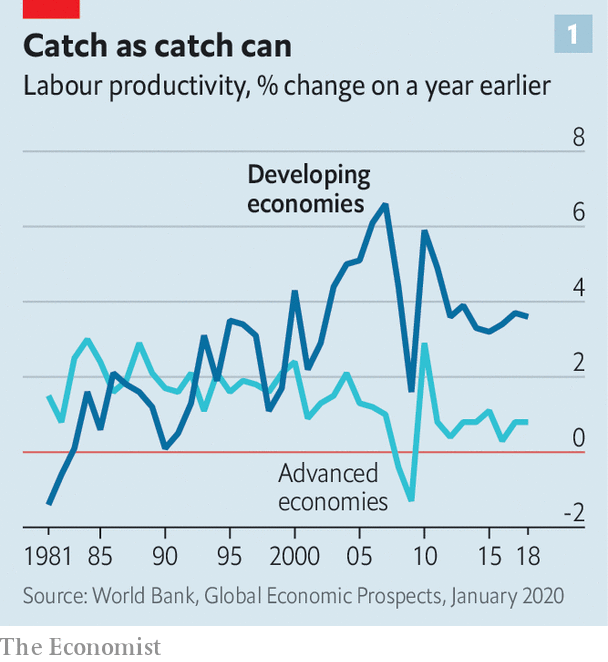 1
Catch as catch can
Labour productivity, % change on a year earlier
8
Developing
economies
6
4
2
0
Advanced
economies
-2
1981 85 90 95 2000 05 10 15 18
Source: World Bank, Global Economic Prospects, January 2020
The Economist